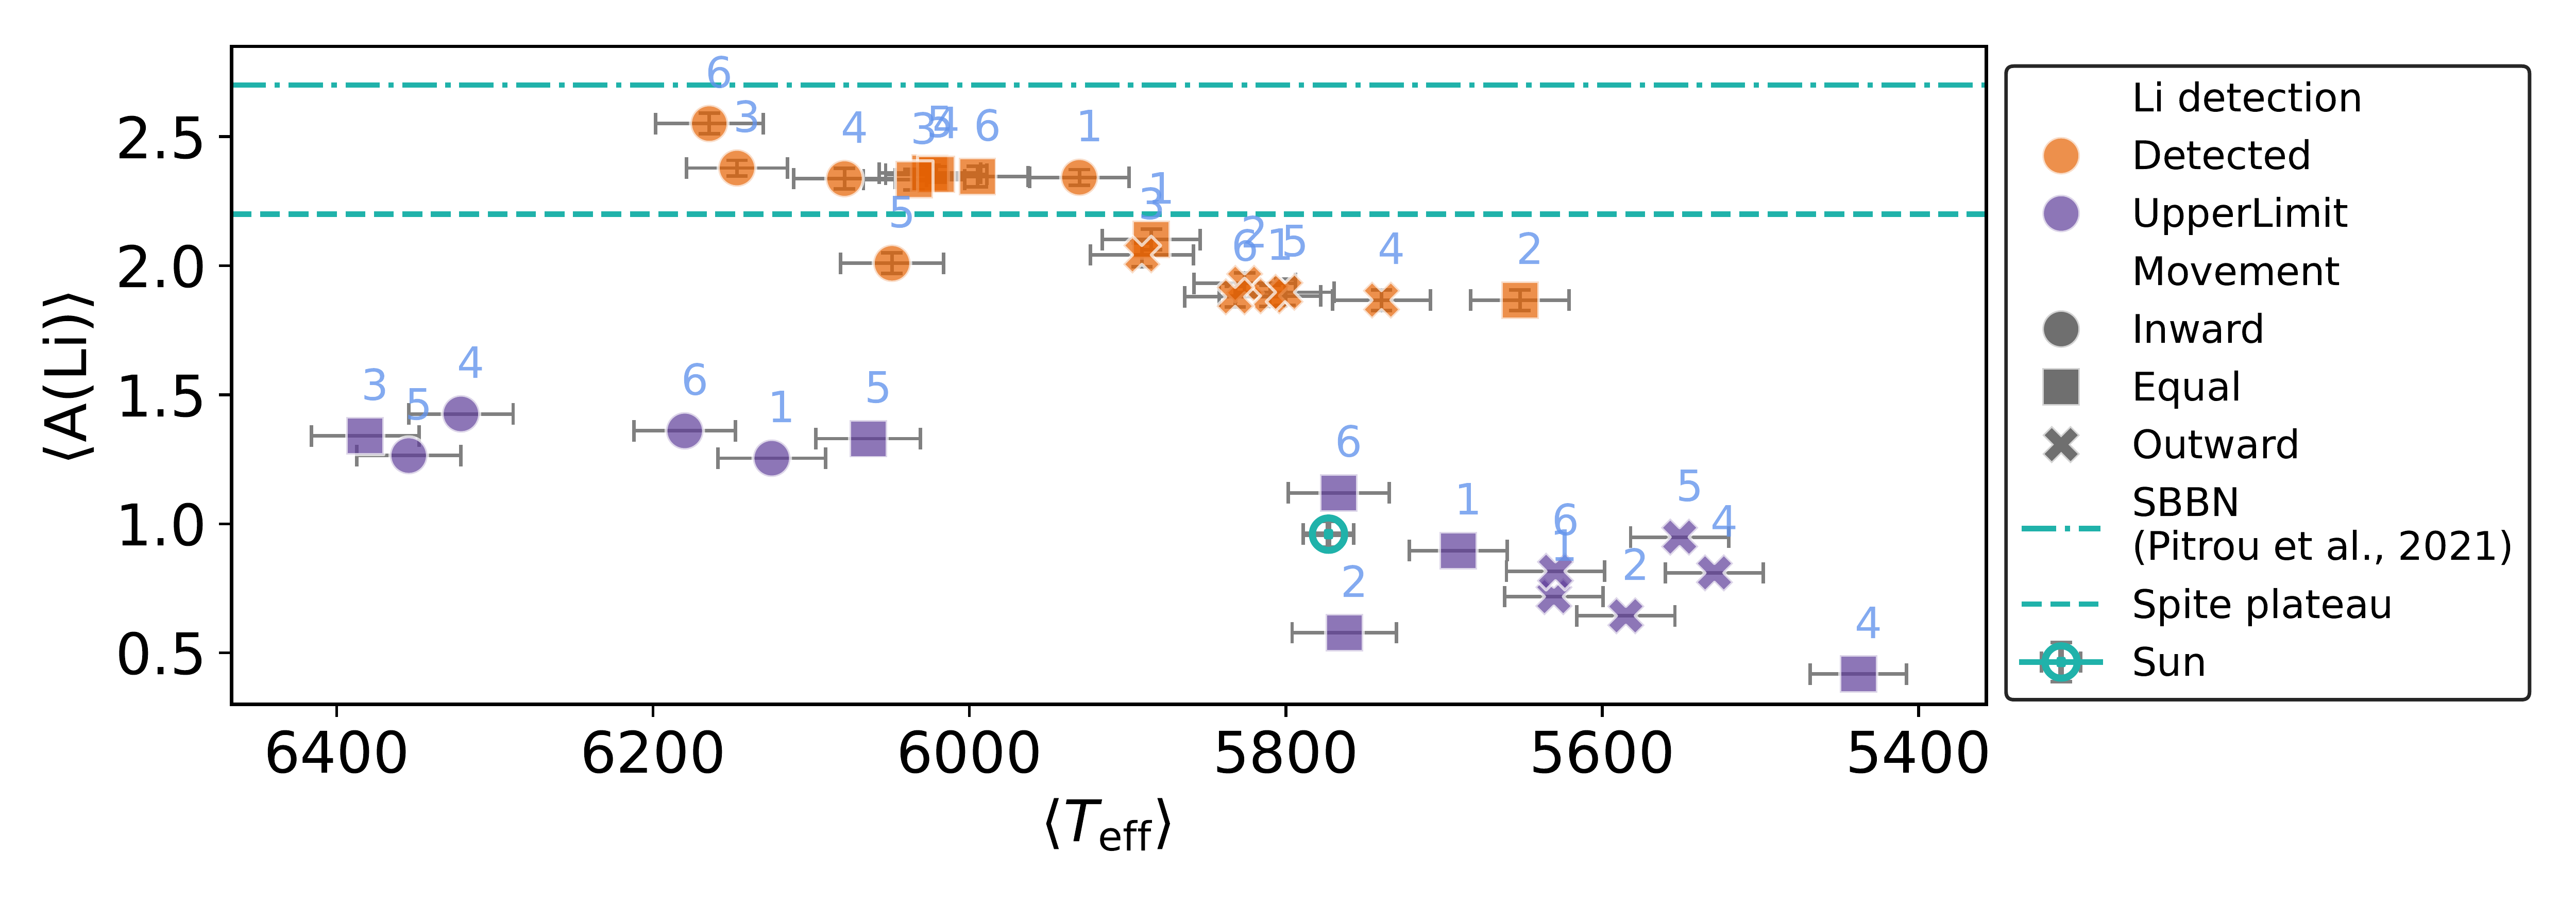 6
3
4
3
5
4
6
1
5
1
3
2
6
1
5
4
2
3
5
4
6
1
5
6
2
1
6
1
2
5
4
4
2.5
2.0
1.5
1.0
0.5
⟨A(Li)⟩
6400 6200 6000 5800 5600 5400
⟨Teff⟩
Li detection
Detected
UpperLimit
Movement
Inward
Equal
Outward
SBBN
(Pitrou et al., 2021)
Spite plateau
Sun